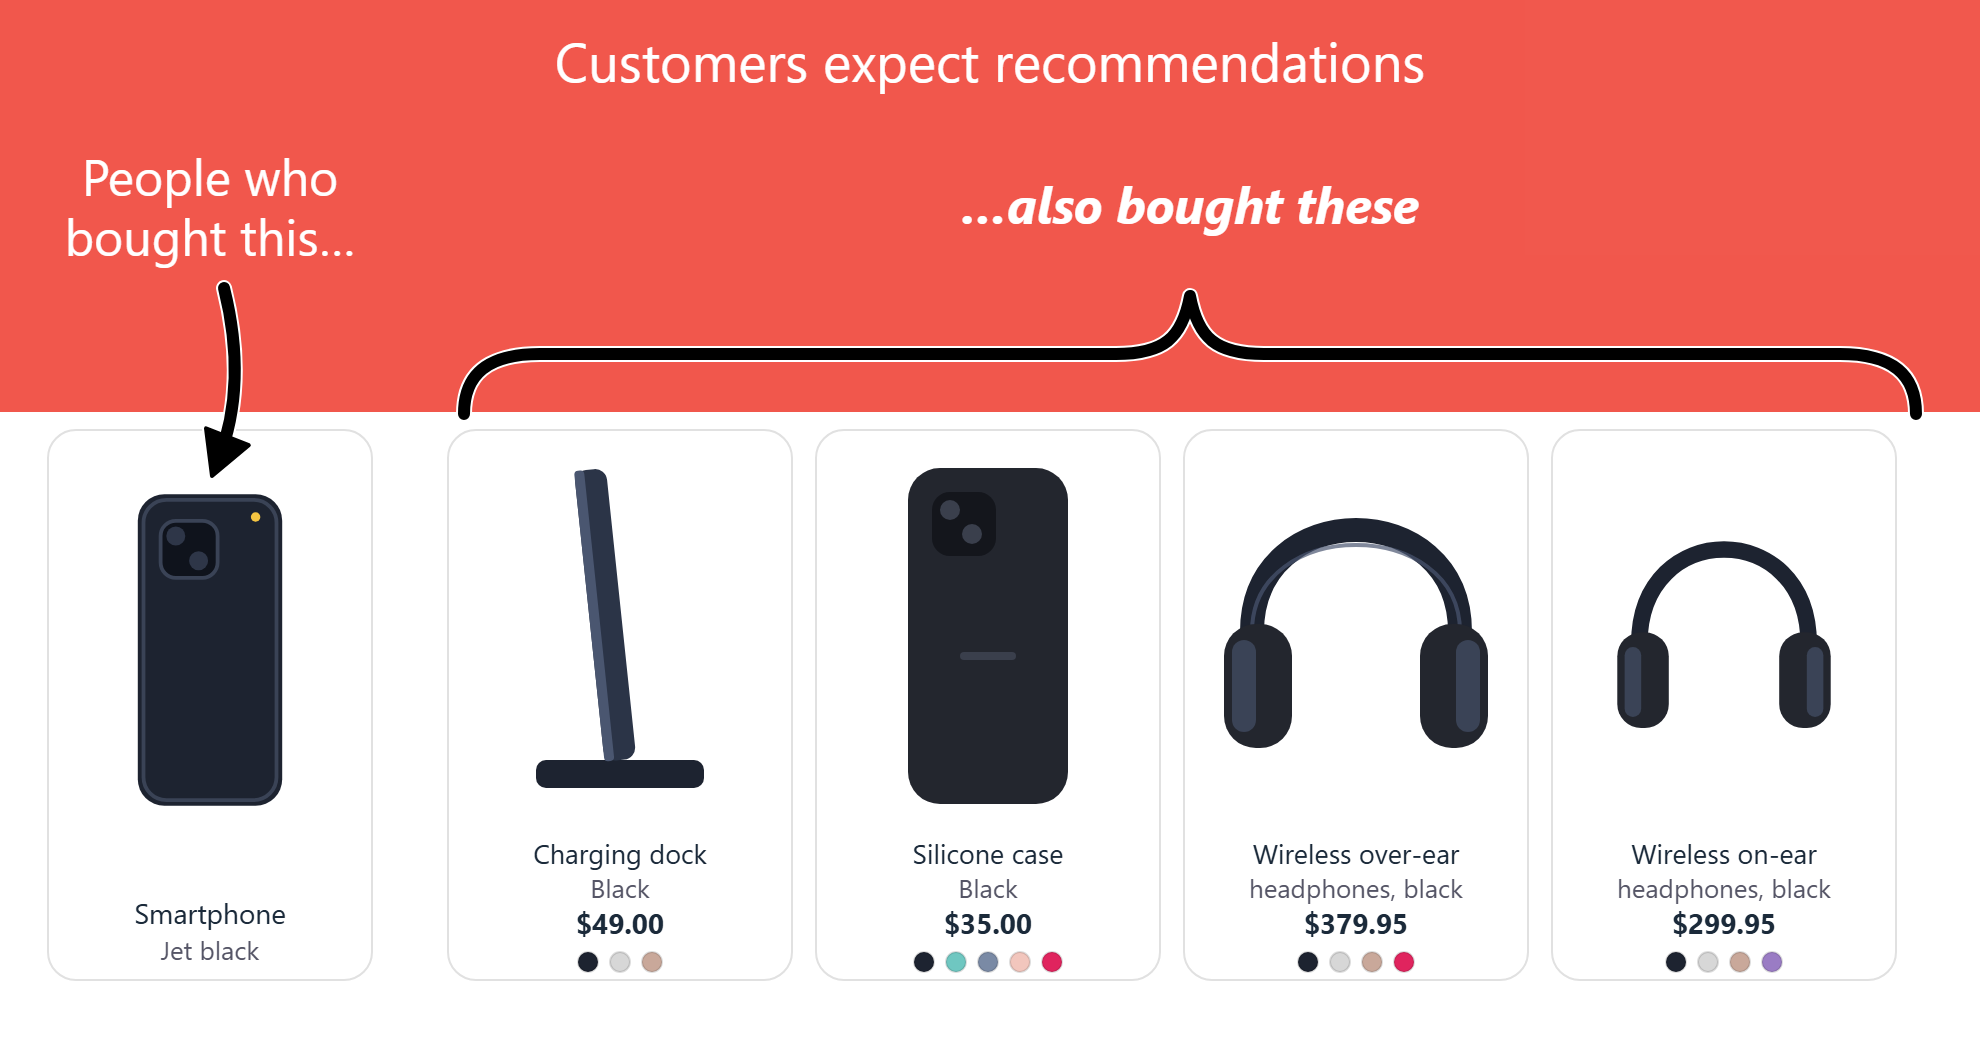 Customers expect recommendations
People who
bought this...
...also bought these
Smartphone
Jet black
Charging dock
Black
$49.00
Silicone case
Black
$35.00
Wireless over-ear
headphones, black
$379.95
Wireless on-ear
headphones, black
$299.95